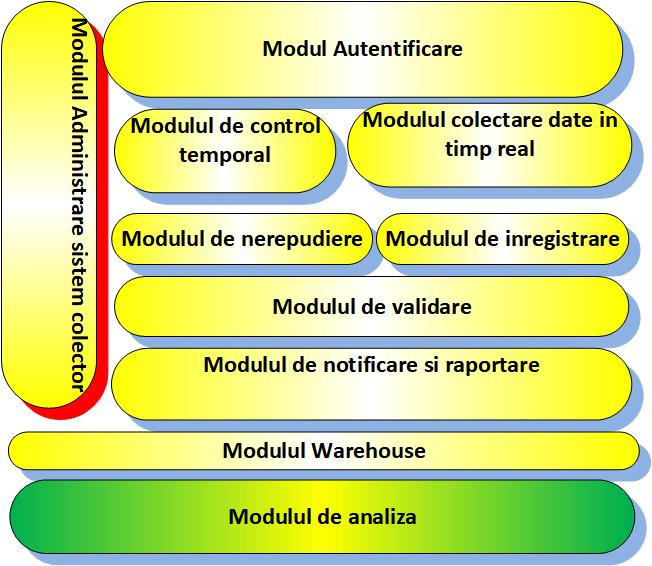 Modulul Administrare sistem colector
Modul Autentificare
Modulul de control
temporal
Modulul colectare date in
timp real
Modulul de nerepudiere
Modulul de inregistrare
Modulul de validare
Modulul de notificare si raportare
Modulul Warehouse
Modulul de analiza